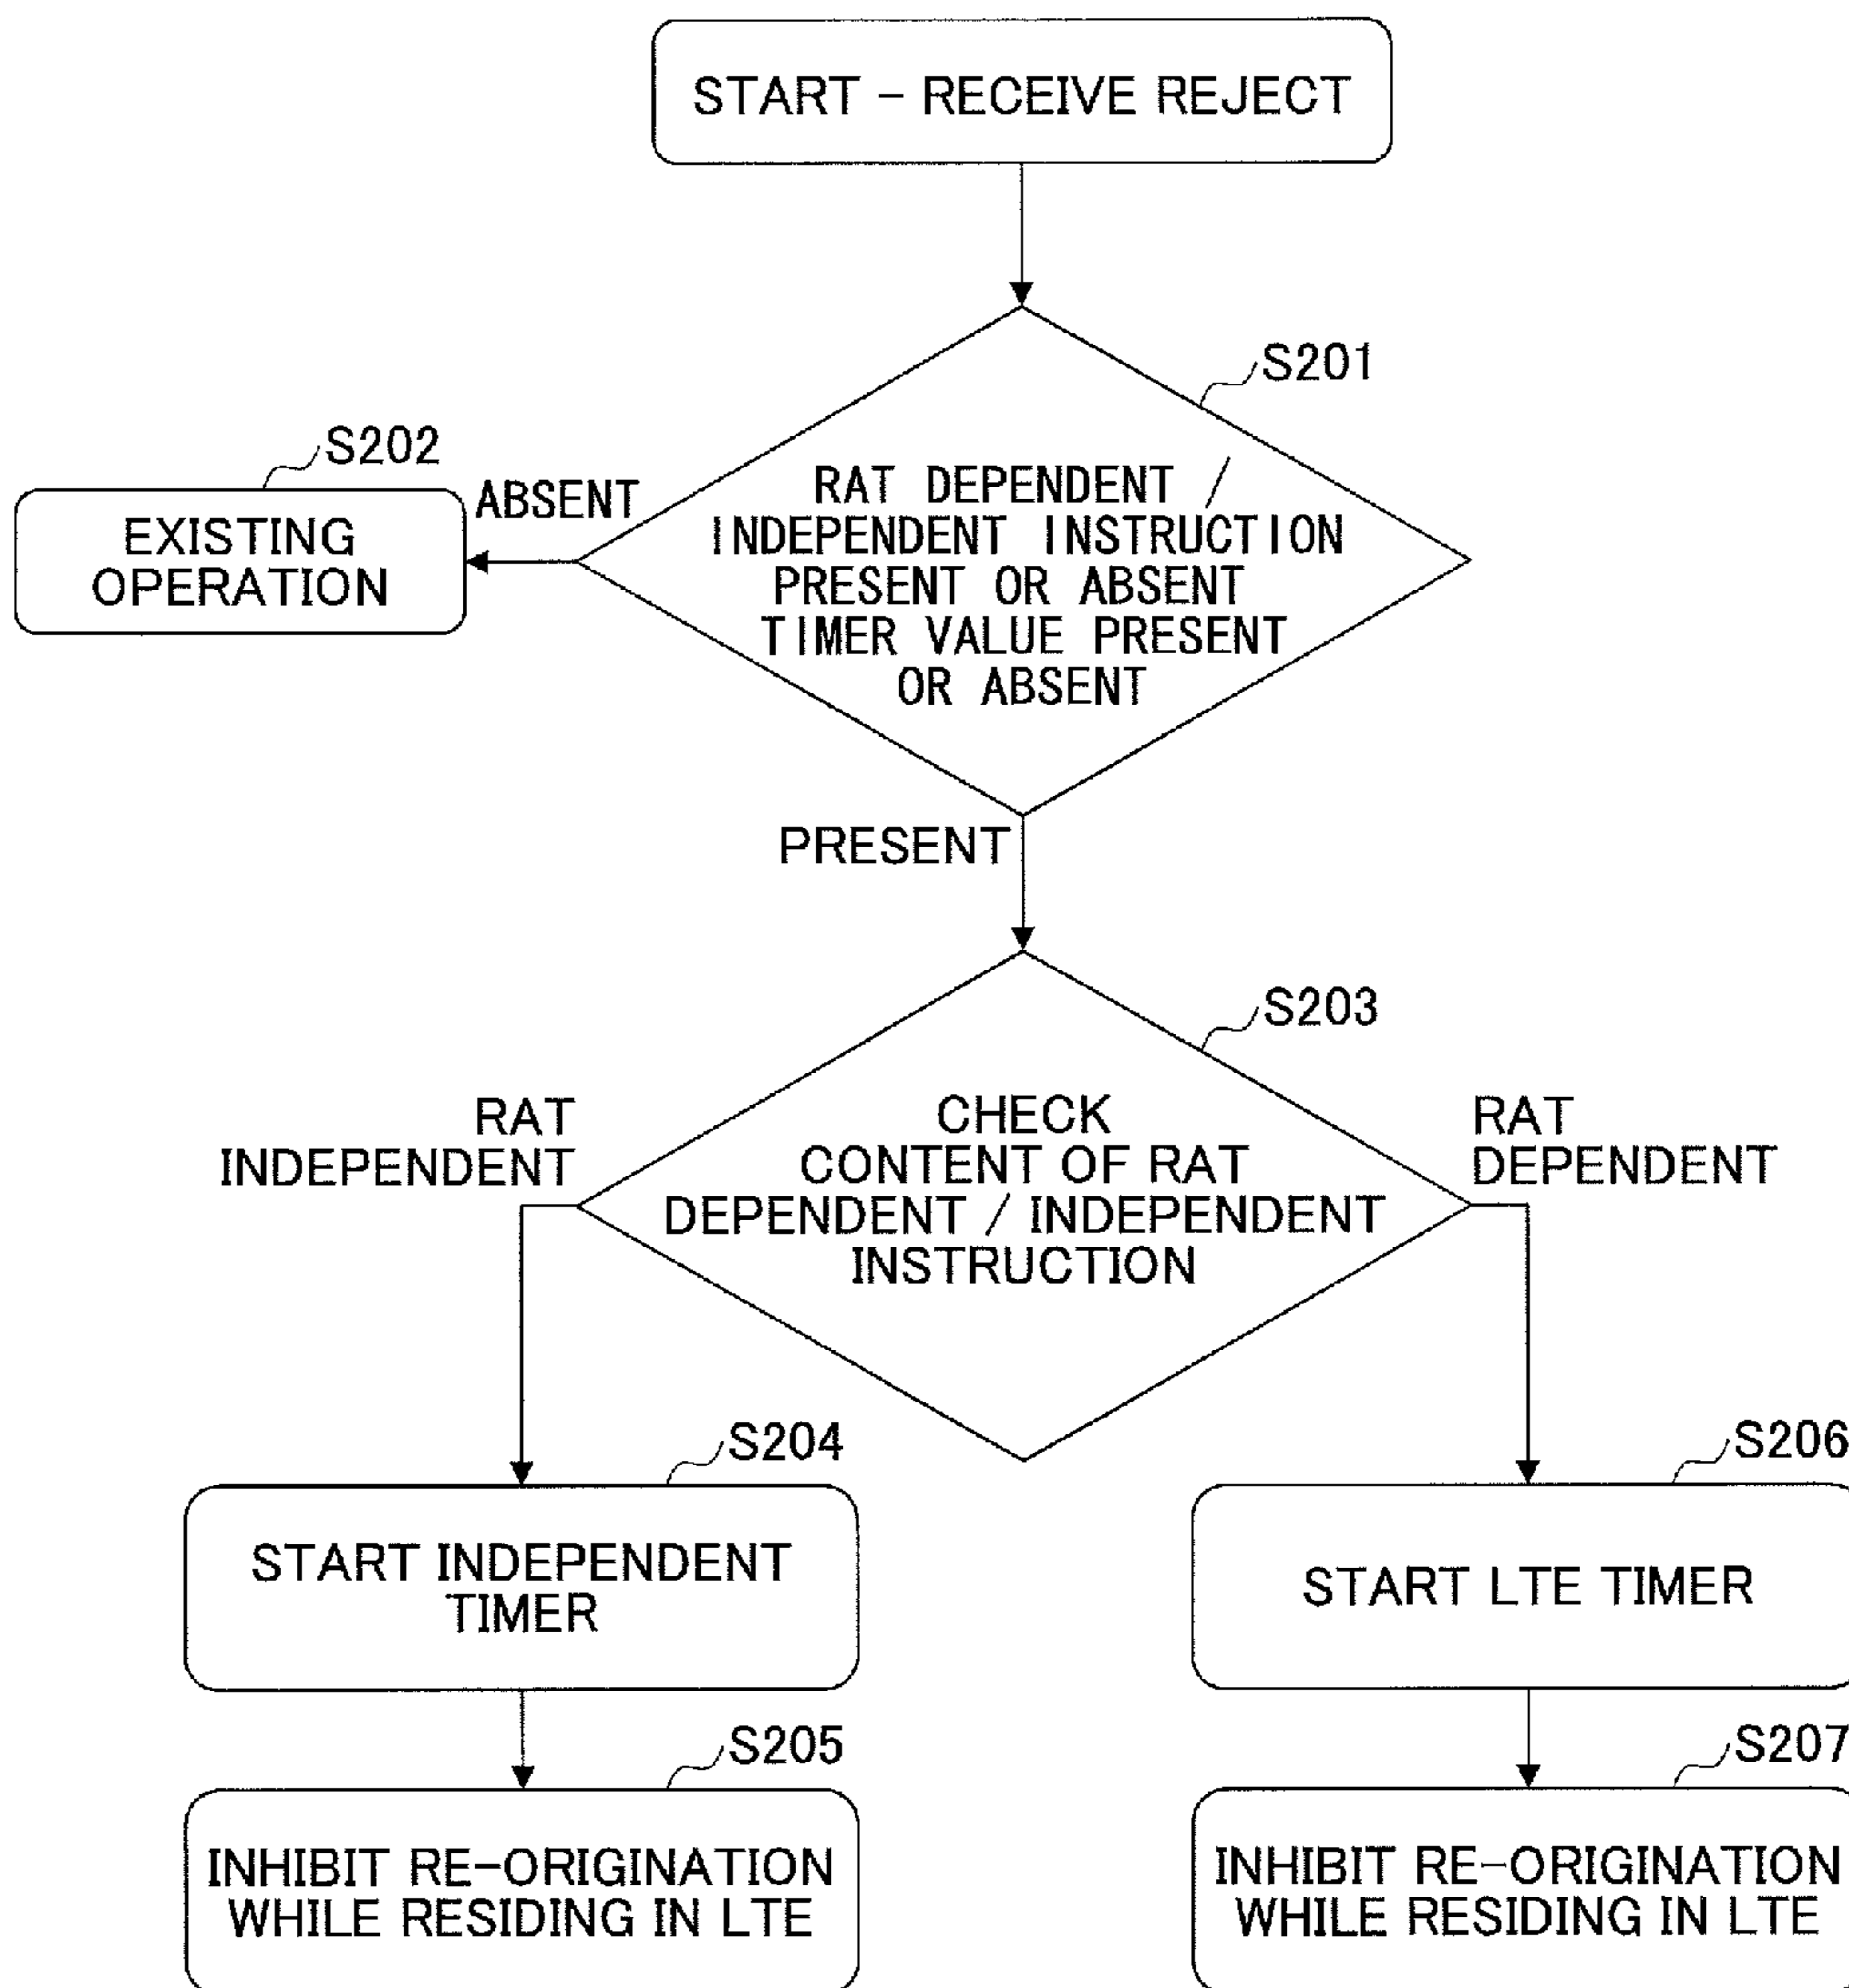 START – RECEIVE REJECT
S201
S202
ABSENT
RAT DEPENDENT /
INDEPENDENT INSTRUCTION
PRESENT OR ABSENT
TIMER VALUE PRESENT
OR ABSENT
EXISTING
OPERATION
PRESENT
S203
RAT
INDEPENDENT
CHECK
CONTENT OF RAT
DEPENDENT / INDEPENDENT
INSTRUCTION
RAT
DEPENDENT
S204
S206
START INDEPENDENT
TIMER
START LTE TIMER
S205
S207
INHIBIT RE-ORIGINATION
WHILE RESIDING IN LTE
INHIBIT RE-ORIGINATION
WHILE RESIDING IN LTE